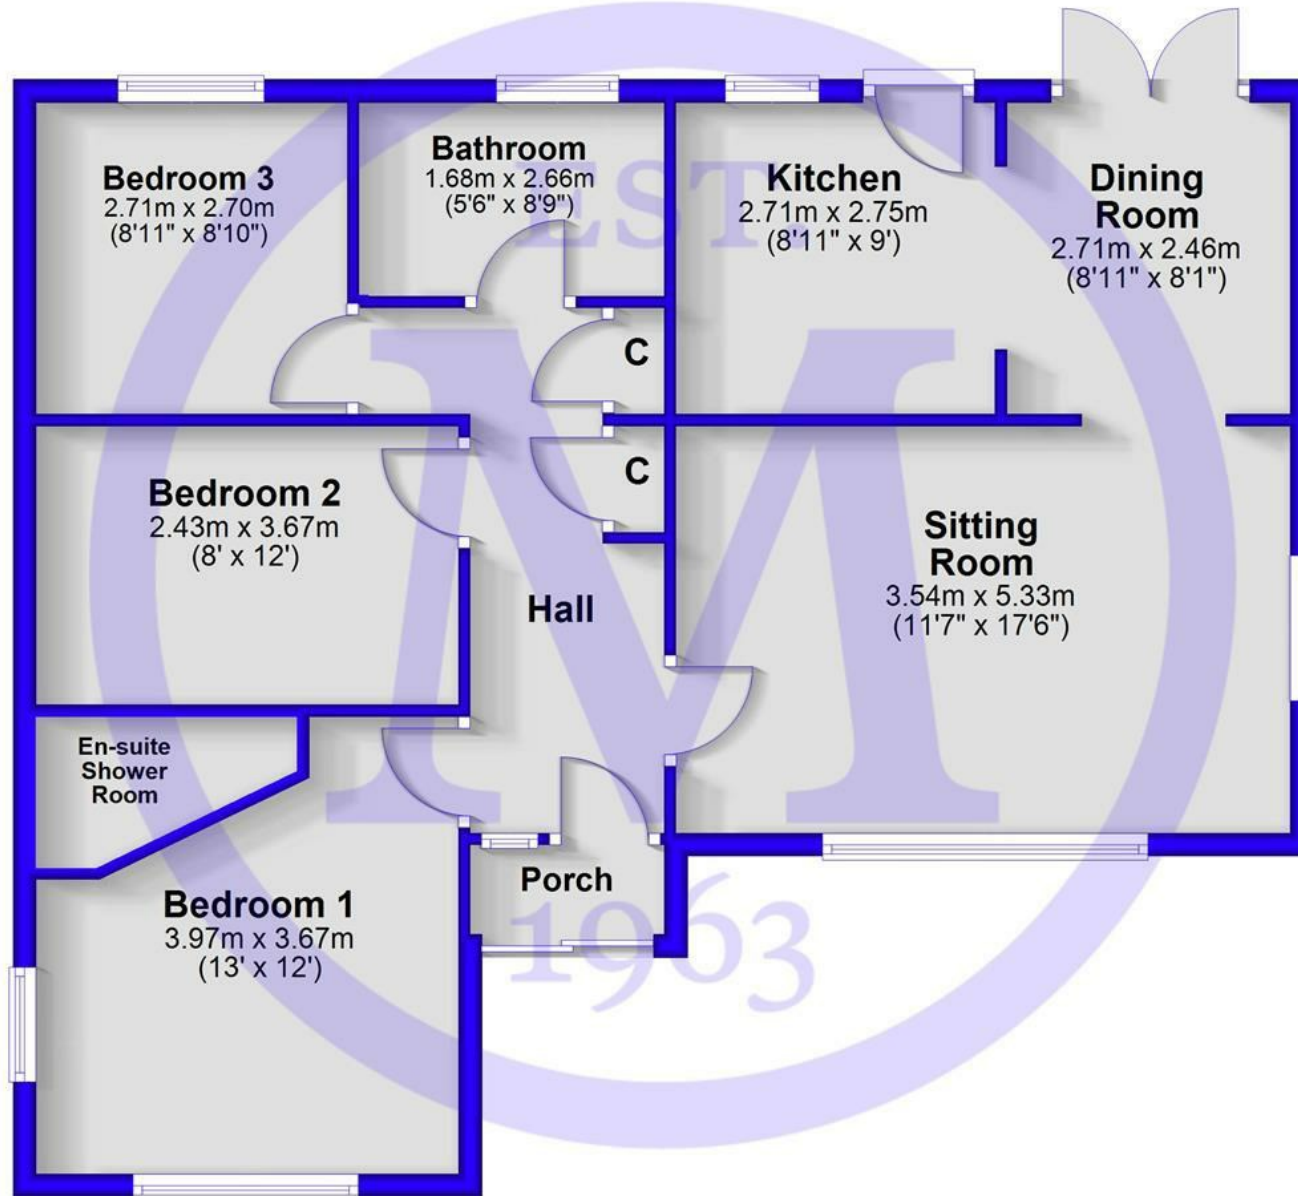 Bedroom 3
2.71m x 2.70m
(8'11" x 8'10")
Bathroom
1.68m x 2.66m
(5'6" x 8'9")
Kitchen
2.71m x 2.75m
(8'11" x 9')
Dining
Room
2.71m x 2.46m
(8'11" x 8'1")
EST.
C
C
M
Bedroom 2
2.43m x 3.67m
(8' x 12')
Hall
Sitting
Room
3.54m x 5.33m
(11'7" x 17'6")
En-suite
Shower
Room
Porch
Bedroom 1
3.97m x 3.67m
(13' x 12')
1963